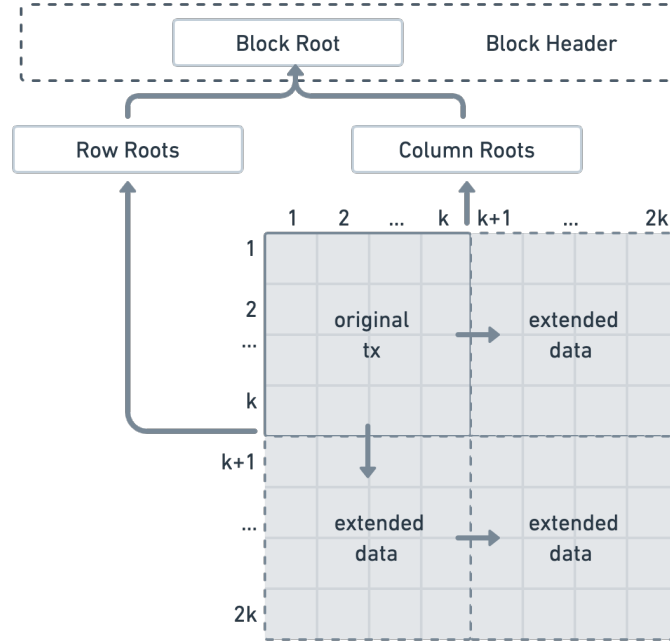 Block Root
Block Header
Row Roots
Column Roots
1 2 ... k k+1 ... 2k
1
2
...
k
k+1
...
2k
original
tx
extended
data
extended
data
extended
data